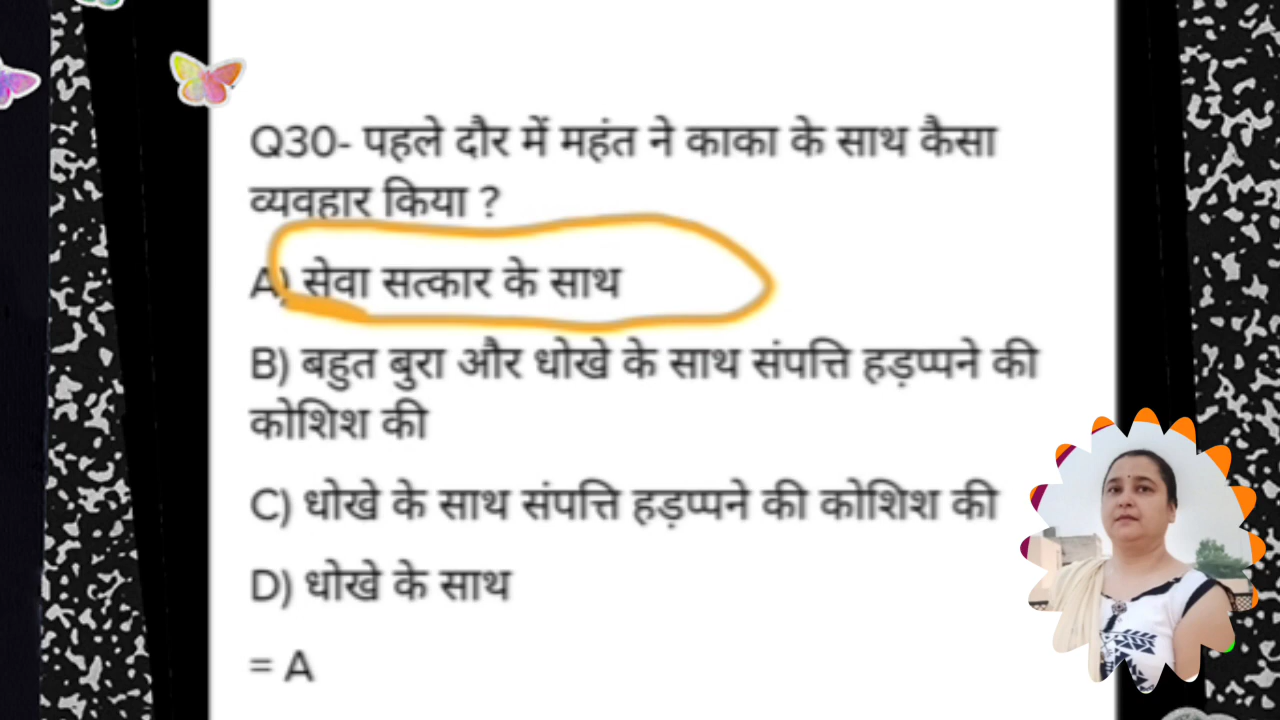 Q30- पहले दौर में महंत ने काका के साथ कैसा
व्यवहार किया ?
A) सेवा सत्कार के साथ
B) बहुत बुरा और धोखे के साथ संपत्ति हड़प्पने की
कोशिश की
C) धोखे के साथ संपत्ति हड़प्पने की कोशिश की
D) धोखे के साथ
= A